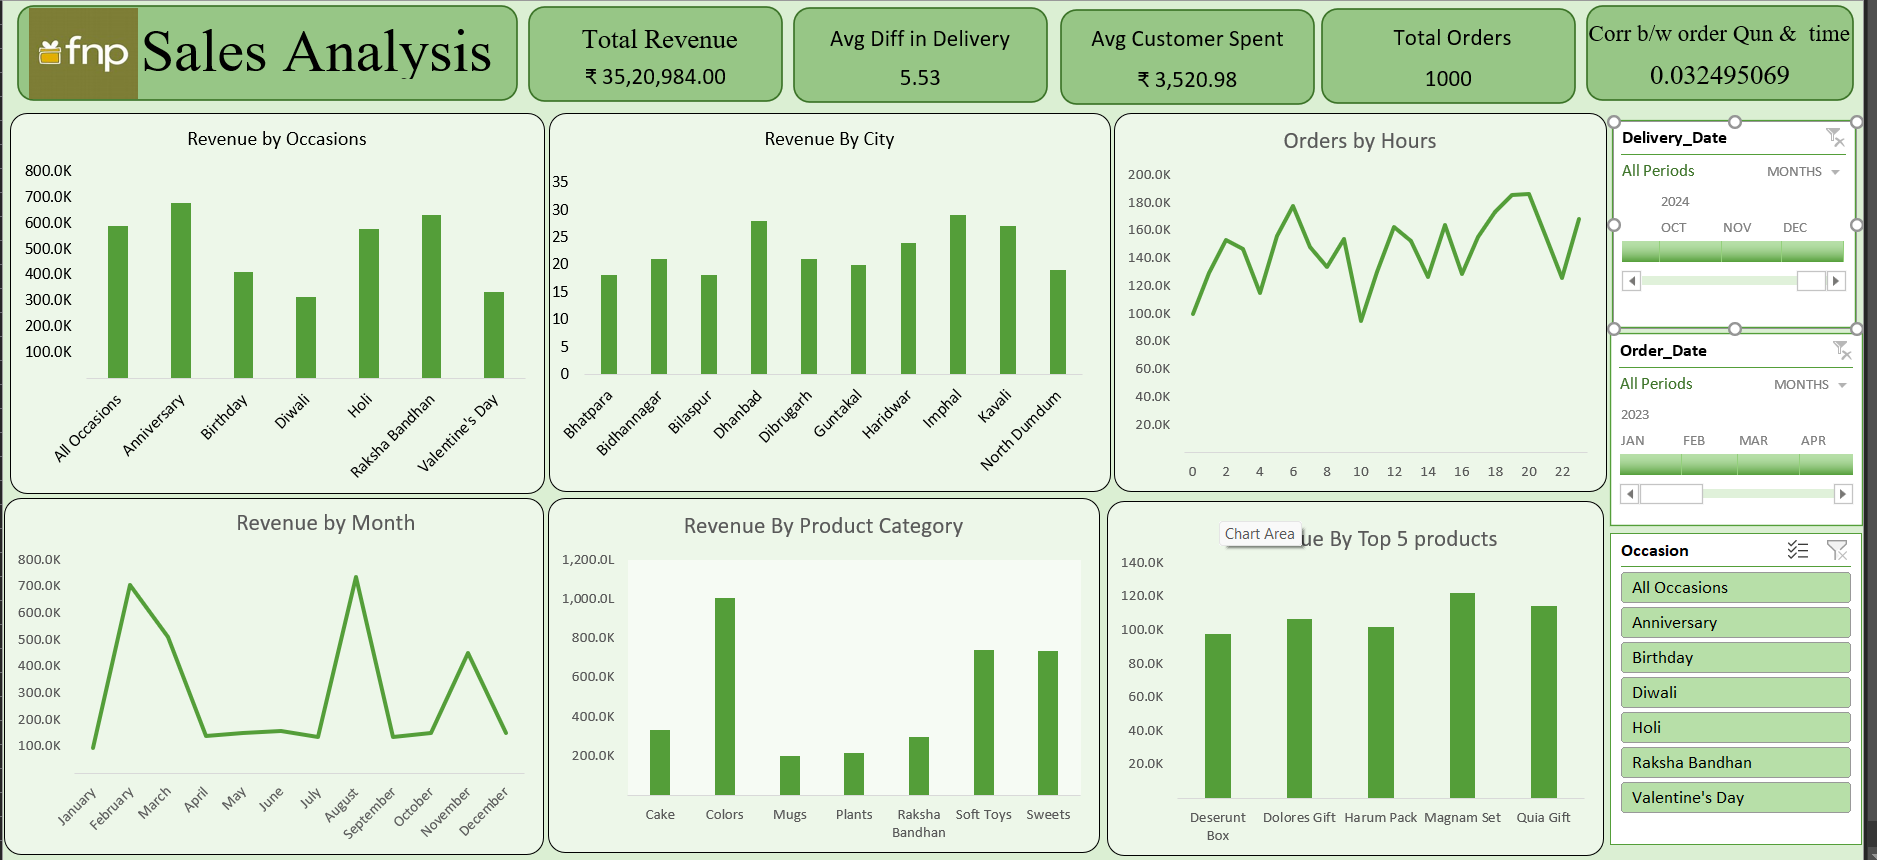 fnp
Sales Analysis
Total Revenue
₹ 35,20,984.00
Avg Diff in Delivery
5.53
Avg Customer Spent
₹ 3,520.98
Total Orders
1000
Corr b/w order Qun & time
0.032495069
Revenue by Occasions
800.0K
700.0K
600.0K
500.0K
400.0K
300.0K
200.0K
100.0K
All Occasions
Anniversary
Birthday
Diwali
Holi
Raksha Bandhan
Valentine's Day
Revenue By City
35
30
25
20
15
10
5
0
Bhatpara
Bidhannagar
Bilaspur
Dhanbad
Dibrugarh
Guntakal
Haridwar
Imphal
Kavali
North Dumdum
Orders by Hours
200.0K
180.0K
160.0K
140.0K
120.0K
100.0K
80.0K
60.0K
40.0K
20.0K
0 2 4 6 8 10 12 14 16 18 20 22
Delivery_Date
All Periods MONTHS
2024
OCT NOV DEC
Order_Date
All Periods MONTHS
2023
JAN FEB MAR APR
Revenue by Month
800.0K
700.0K
600.0K
500.0K
400.0K
300.0K
200.0K
100.0K
January
February
March
April
May
June
July
August
September
October
November
December
Revenue By Product Category
1,200.0L
1,000.0L
800.0K
600.0K
400.0K
200.0K
Cake Colors Mugs Plants Raksha Bandhan Soft Toys Sweets
Chart Area
ue By Top 5 products
140.0K
120.0K
100.0K
80.0K
60.0K
40.0K
20.0K
Deserunt Box Dolores Gift Harum Pack Magnam Set Quia Gift
Occasion
All Occasions
Anniversary
Birthday
Diwali
Holi
Raksha Bandhan
Valentine's Day